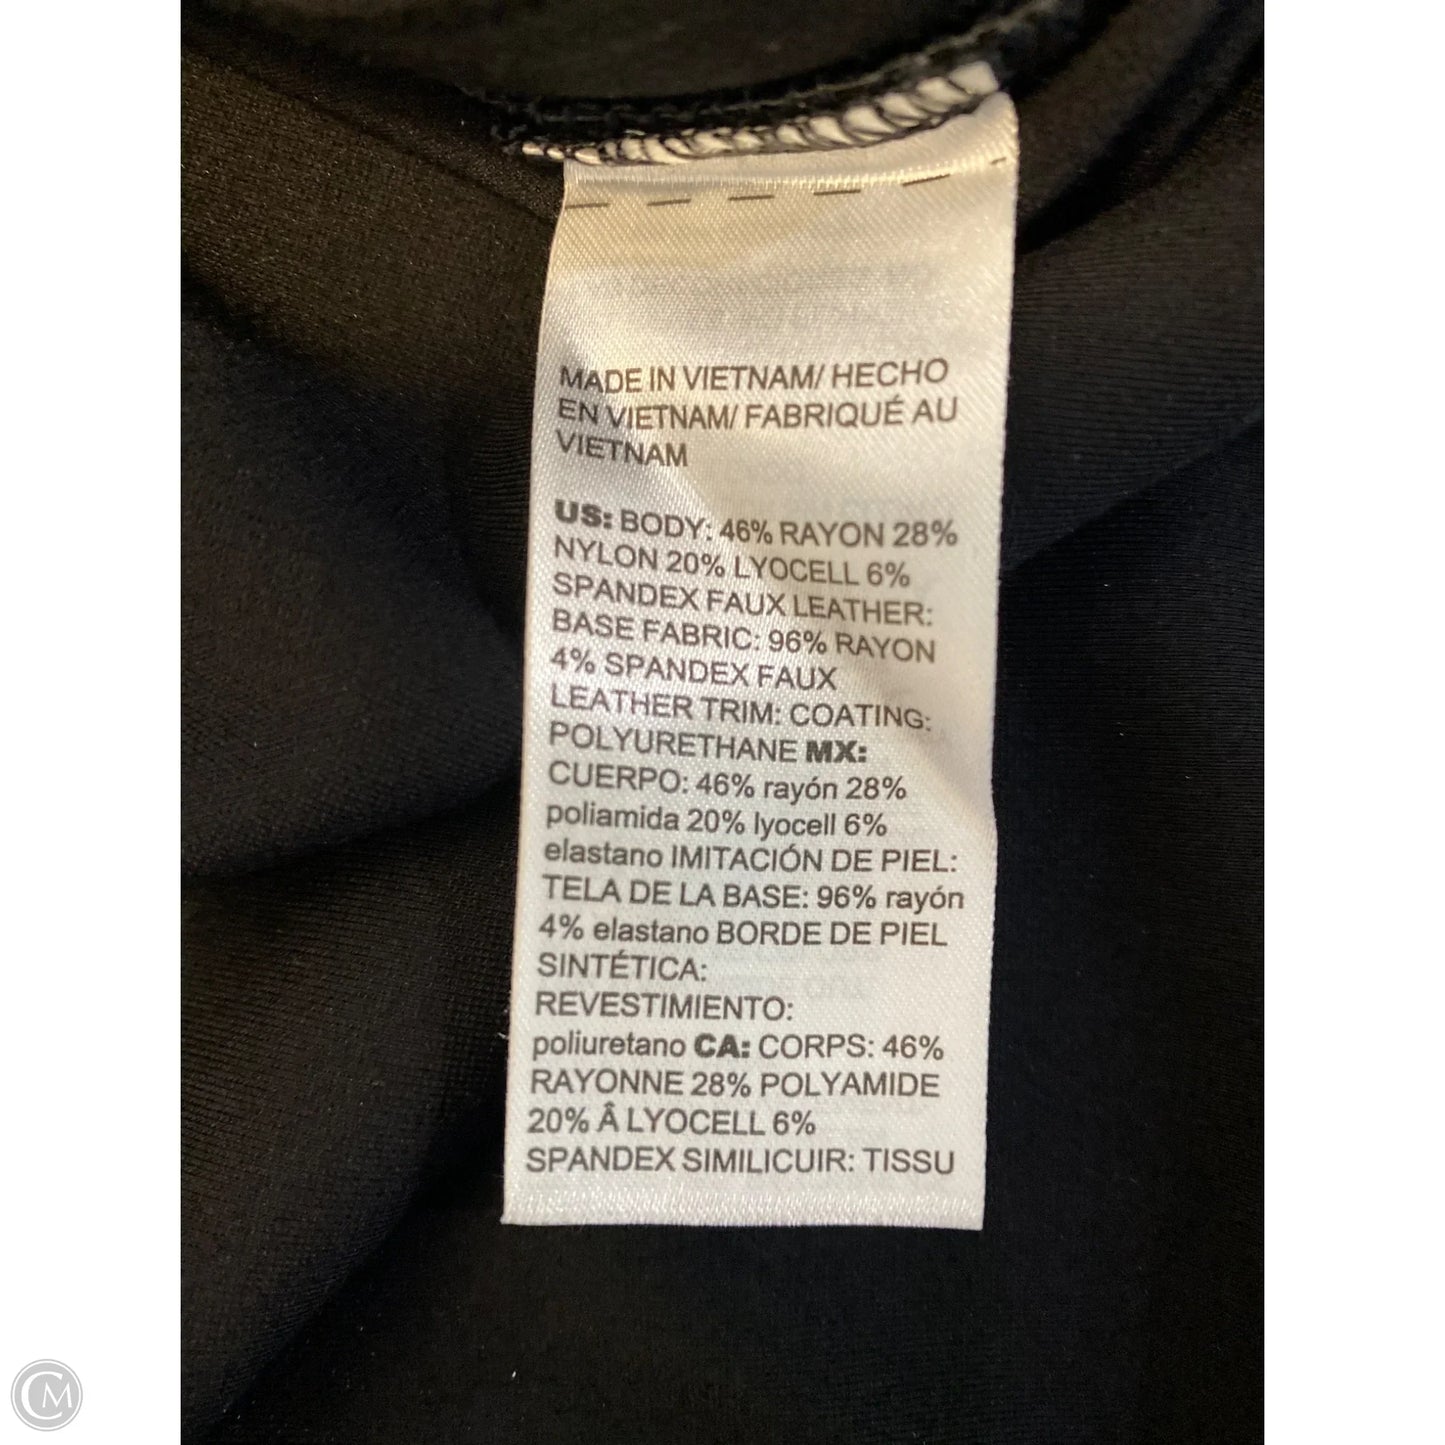 MADE IN VIETNAM/ HECHO
EN VIETNAM/ FABRIQUÉ AU
VIETNAM
US: BODY: 46% RAYON 28%
NYLON 20% LYOCELL 6%
SPANDEX FAUX LEATHER:
BASE FABRIC: 96% RAYON
4% SPANDEX FAUX
LEATHER TRIM: COATING:
POLYURETHANE MX:
CUERPO: 46% rayón 28%
poliamida 20% lyocell 6%
elastano IMITACIÓN DE PIEL:
TELA DE LA BASE: 96% rayón
4% elastano BORDE DE PIEL
SINTÉTICA:
REVESTIMIENTO:
poliuretano CA: CORPS: 46%
RAYONNE 28% POLYAMIDE
20% Â LYOCELL 6%
SPANDEX SIMILICUIR: TISSU
CM